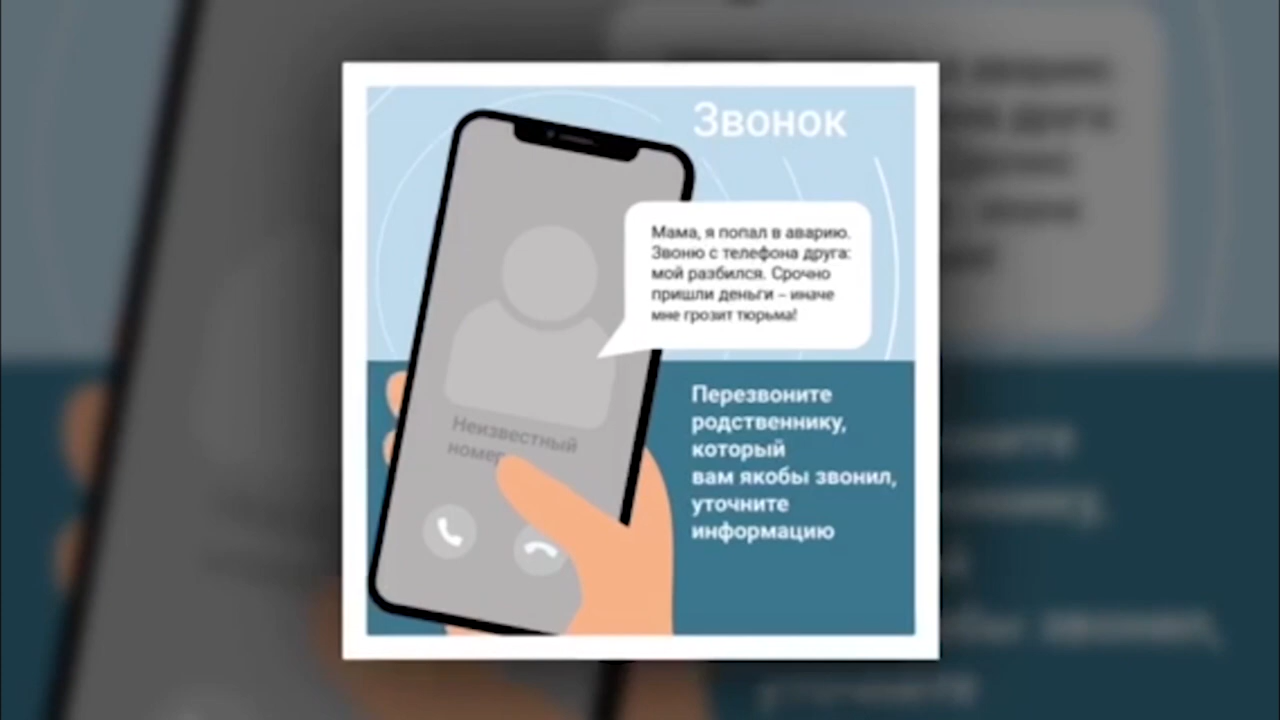 Звонок
Мама, я попал в аварию.
Звоню с телефона друга:
мой разбился. Срочно
пришли деньги – иначе
мне грозит тюрьма!
Неизвестный
номер
Перезвоните
родственнику,
который
вам якобы звонил,
уточните
информацию